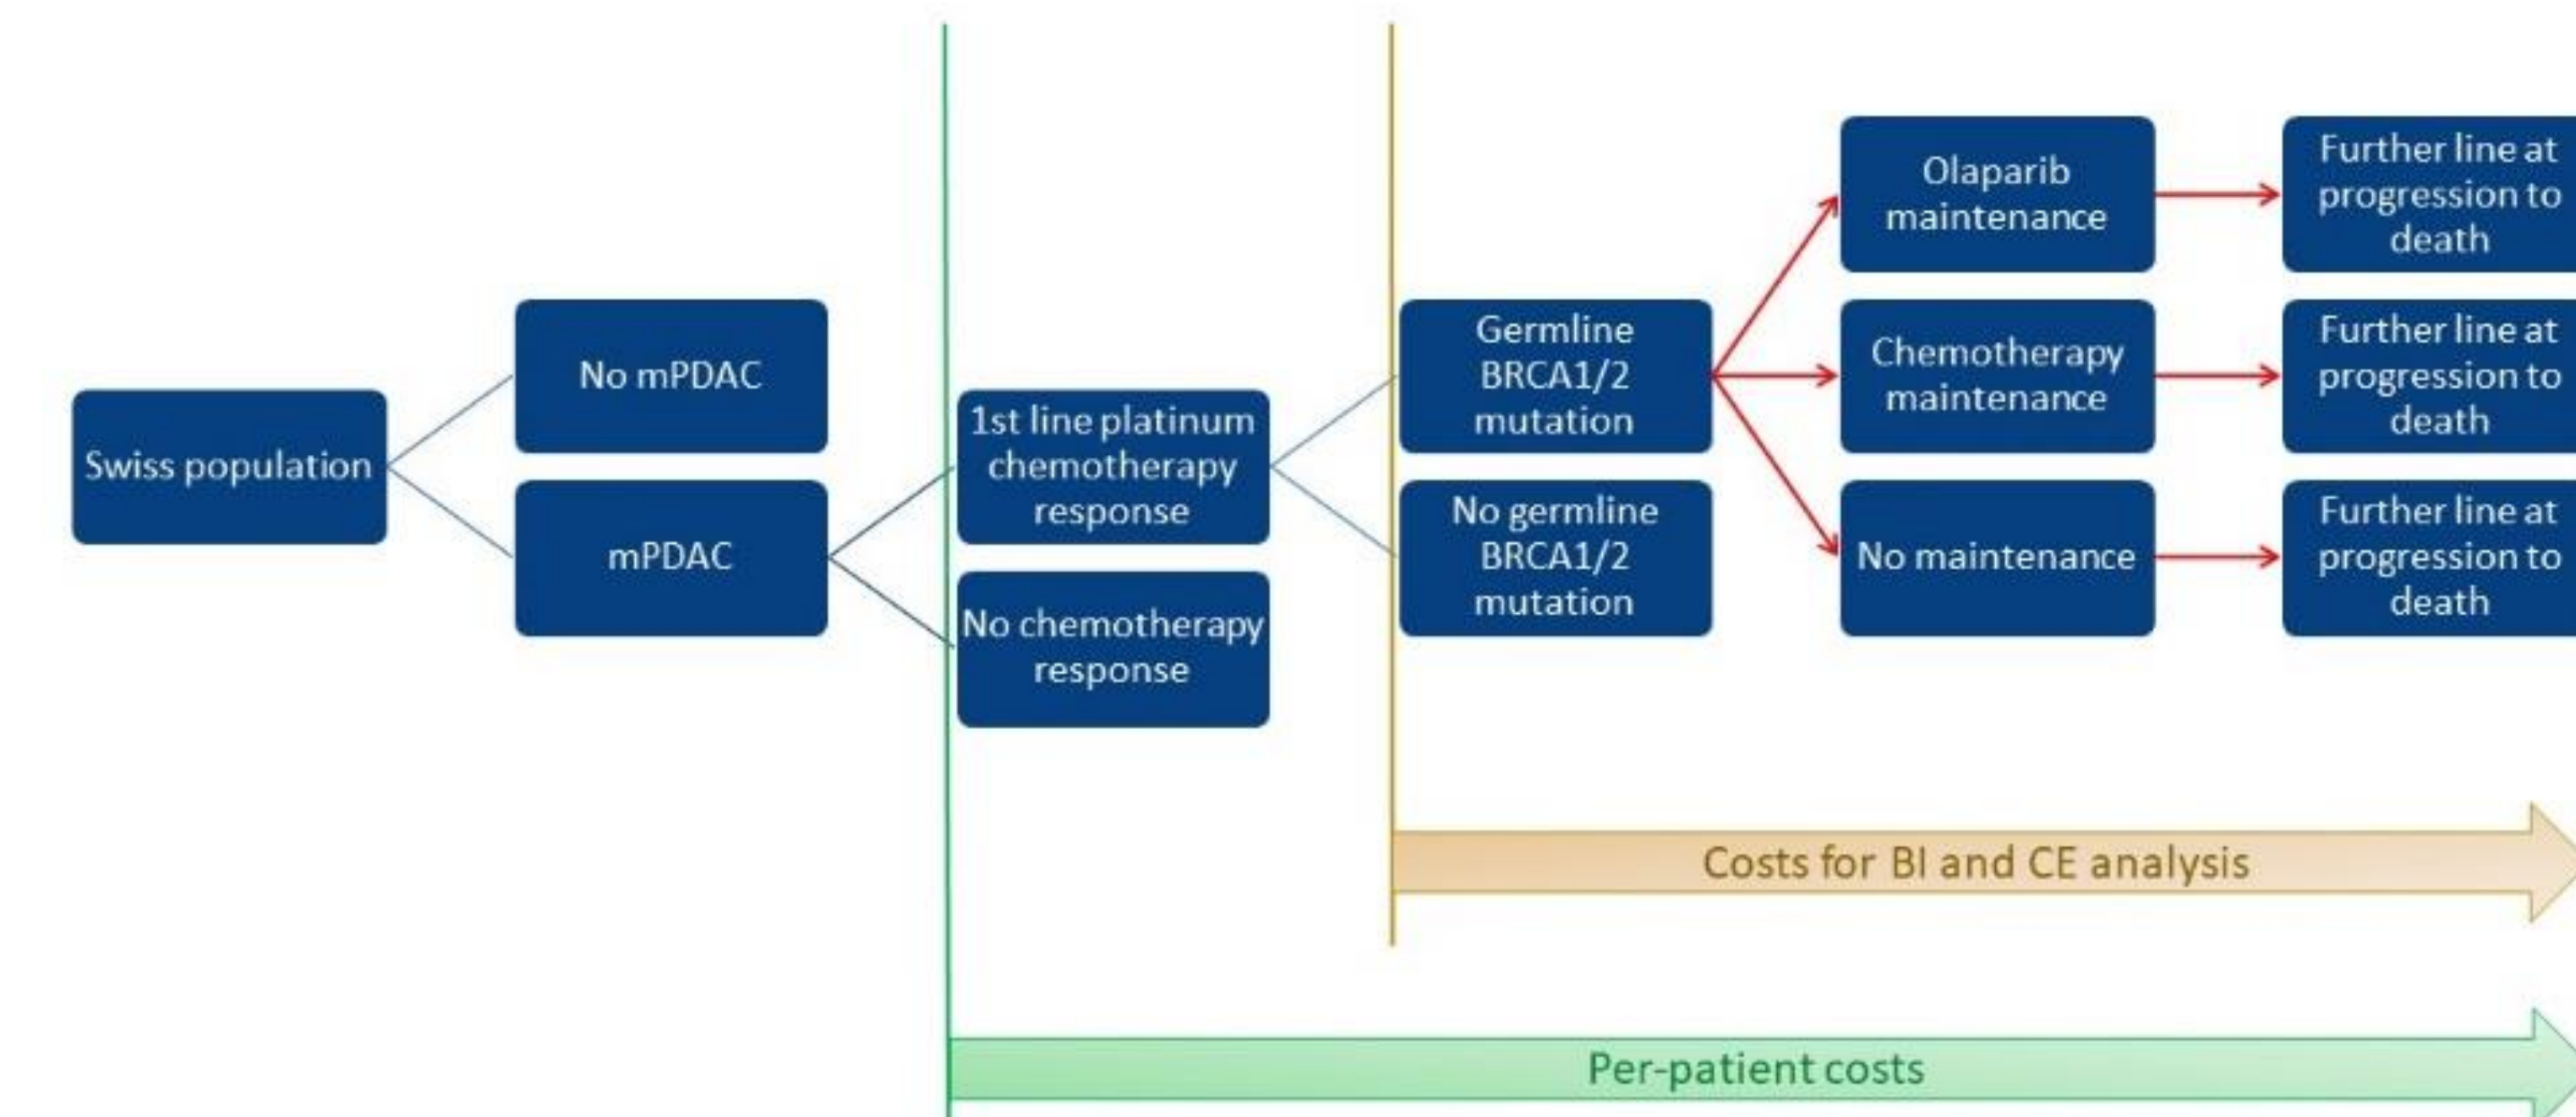 Swiss population
No mPDAC
mPDAC
1st line platinum
chemotherapy
response
No chemotherapy
response
Germline
BRCA1/2
mutation
No germline
BRCA1/2
mutation
Olaparib
maintenance
Chemotherapy
maintenance
No maintenance
Further line at
progression to
death
Further line at
progression to
death
Further line at
progression to
death
Costs for BI and CE analysis
Per-patient costs